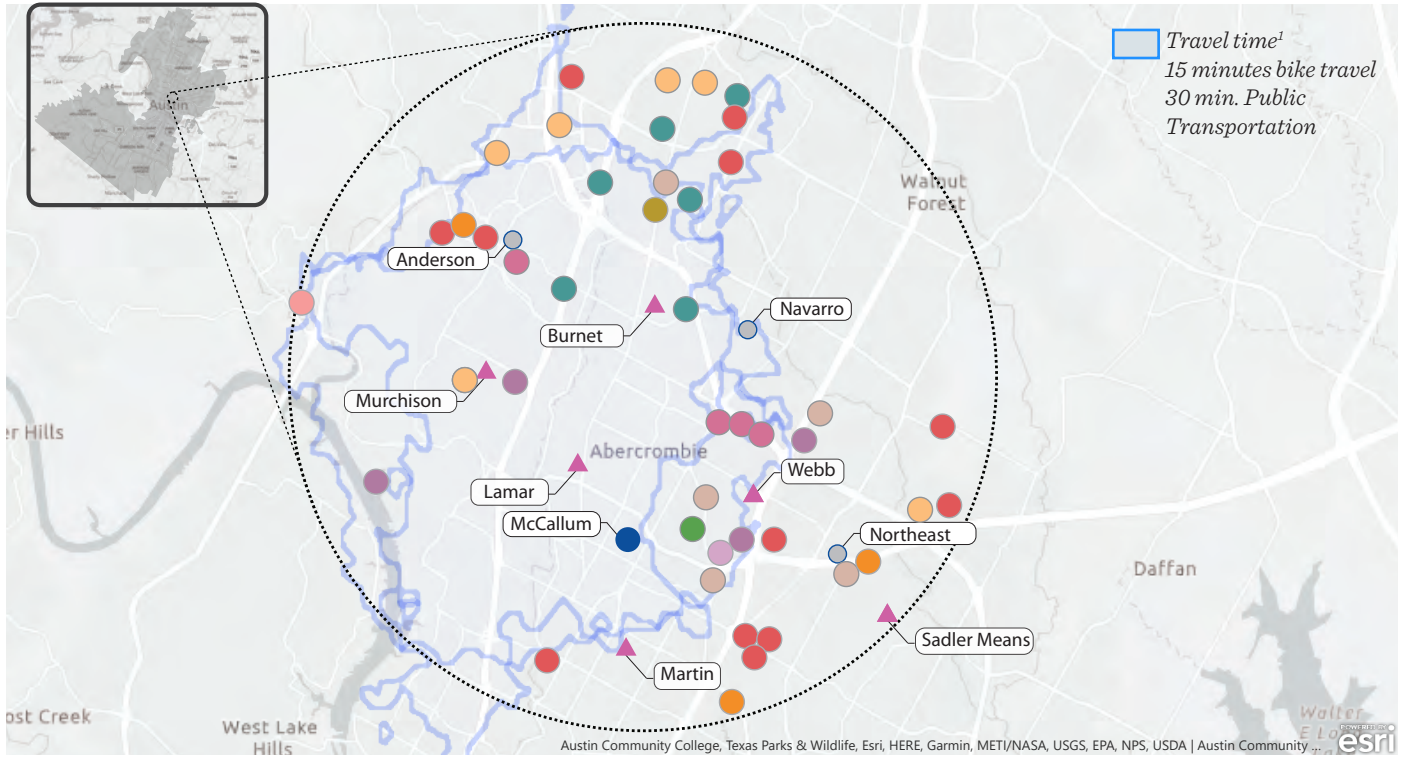 Austin
Travel time¹
15 minutes bike travel
30 min. Public
Transportation
Walnut
Forest
Anderson
Navarro
Burnet
Murchison
er Hills
Abercrombie
Webb
Lamar
McCallum
Northeast
Daffan
Sadler Means
Martin
ost Creek
West Lake
Hills
Walter
E Lo
Austin Community College, Texas Parks & Wildlife, Esri, HERE, Garmin, METI/NASA, USGS, EPA, NPS, USDA | Austin Community ...
POWERED BY
esri